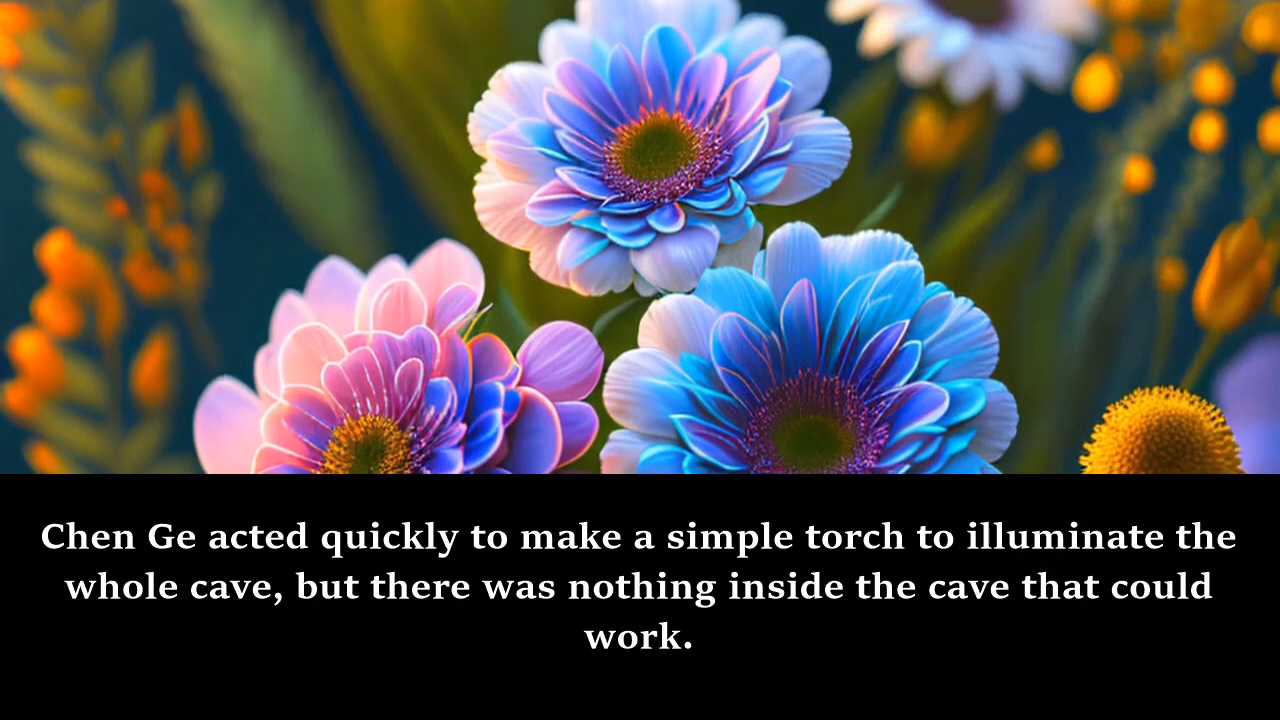 Chen Ge acted quickly to make a simple torch to illuminate the
whole cave, but there was nothing inside the cave that could
work.